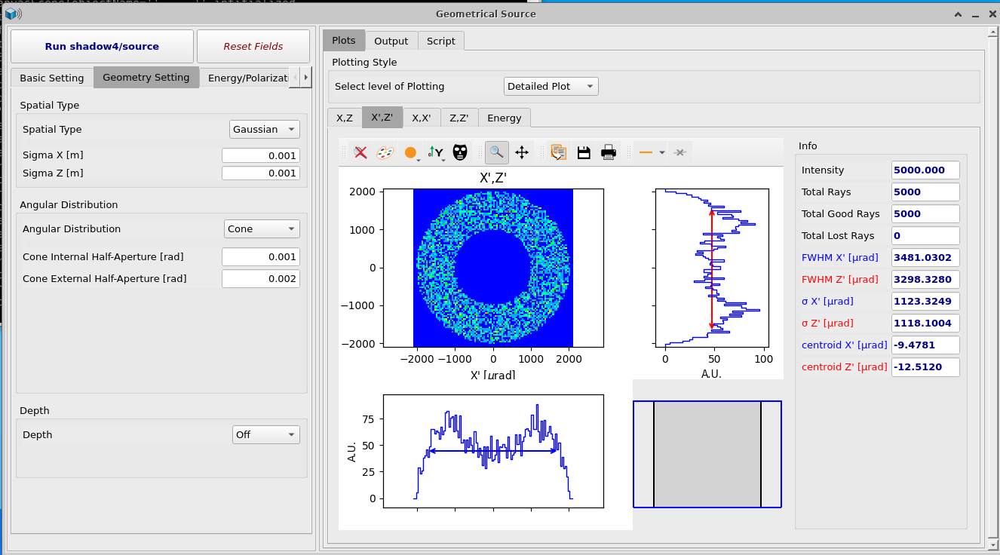 Geometrical Source
Run shadow4/source
Reset Fields
Basic Setting
Geometry Setting
Energy/Polarizat
Spatial Type
Spatial Type
Gaussian
Sigma X [m]
0.001
Sigma Z [m]
0.001
Angular Distribution
Angular Distribution
Cone
Cone Internal Half-Aperture [rad]
0.001
Cone External Half-Aperture [rad]
0.002
Depth
Depth
Off
Plots
Output
Script
Plotting Style
Select level of Plotting
Detailed Plot
X,Z
X',Z'
X,X'
Z,Z'
Energy
Y
X',Z'
2000
1000
0
−1000
−2000
−2000 −1000 0 1000 2000
X' [μrad]
0 50 100
A.U.
75
50
25
0
A.U.
Info
Intensity
5000.000
Total Rays
5000
Total Good Rays
5000
Total Lost Rays
0
FWHM X' [μrad]
3481.0302
FWHM Z' [μrad]
3298.3280
σ X' [μrad]
1123.3249
σ Z' [μrad]
1118.1004
centroid X' [μrad]
-9.4781
centroid Z' [μrad]
-12.5120